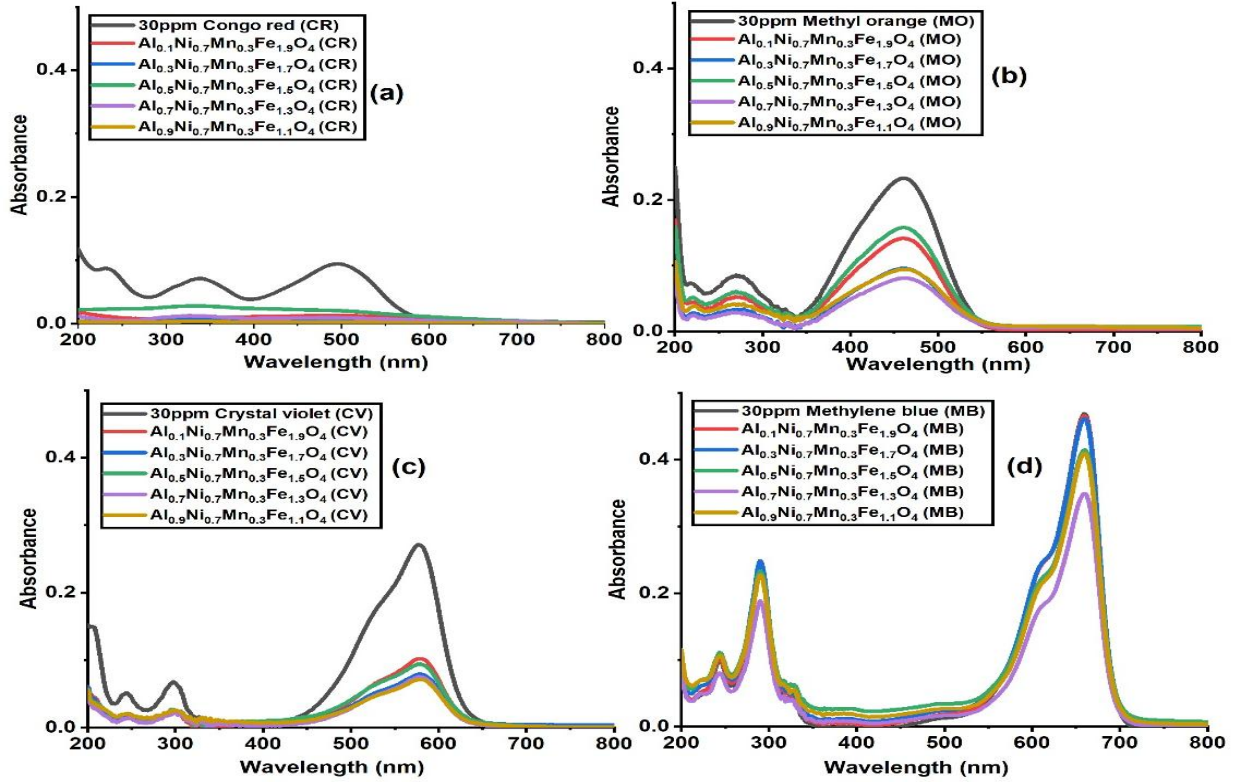 30ppm Congo red (CR)
Al0.1Ni0.7Mn0.3Fe1.9O4 (CR)
Al0.3Ni0.7Mn0.3Fe1.7O4 (CR)
Al0.5Ni0.7Mn0.3Fe1.5O4 (CR)
Al0.7Ni0.7Mn0.3Fe1.3O4 (CR)
Al0.9Ni0.7Mn0.3Fe1.1O4 (CR)
(a)
Absorbance
0.4
0.2
0.0
200 300 400 500 600 700 800
Wavelength (nm)
30ppm Methyl orange (MO)
Al0.1Ni0.7Mn0.3Fe1.9O4 (MO)
Al0.3Ni0.7Mn0.3Fe1.7O4 (MO)
Al0.5Ni0.7Mn0.3Fe1.5O4 (MO)
Al0.7Ni0.7Mn0.3Fe1.3O4 (MO)
Al0.9Ni0.7Mn0.3Fe1.1O4 (MO)
(b)
Absorbance
0.4
0.2
0.0
200 300 400 500 600 700 800
Wavelength (nm)
30ppm Crystal violet (CV)
Al0.1Ni0.7Mn0.3Fe1.9O4 (CV)
Al0.3Ni0.7Mn0.3Fe1.7O4 (CV)
Al0.5Ni0.7Mn0.3Fe1.5O4 (CV)
Al0.7Ni0.7Mn0.3Fe1.3O4 (CV)
Al0.9Ni0.7Mn0.3Fe1.1O4 (CV)
(c)
Absorbance
0.4
0.2
0.0
200 300 400 500 600 700 800
Wavelength (nm)
30ppm Methylene blue (MB)
Al0.1Ni0.7Mn0.3Fe1.9O4 (MB)
Al0.3Ni0.7Mn0.3Fe1.7O4 (MB)
Al0.5Ni0.7Mn0.3Fe1.5O4 (MB)
Al0.7Ni0.7Mn0.3Fe1.3O4 (MB)
Al0.9Ni0.7Mn0.3Fe1.1O4 (MB)
(d)
Absorbance
0.4
0.2
0.0
200 300 400 500 600 700 800
Wavelength (nm)